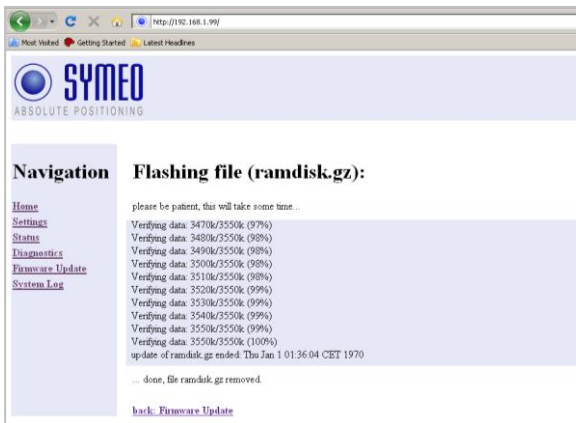 http://192.168.1.99/
Most Visited Getting Started Latest Headlines
SYMEO
ABSOLUTE POSITIONING
Navigation
Home
Settings
Status
Diagnostics
Firmware Update
System Log
Flashing file (ramdisk.gz):
please be patient, this will take some time...
Verifying data: 3470k/3550k (97%)
Verifying data: 3480k/3550k (98%)
Verifying data: 3490k/3550k (98%)
Verifying data: 3500k/3550k (98%)
Verifying data: 3510k/3550k (98%)
Verifying data: 3520k/3550k (99%)
Verifying data: 3530k/3550k (99%)
Verifying data: 3540k/3550k (99%)
Verifying data: 3550k/3550k (99%)
Verifying data: 3550k/3550k (100%)
update of ramdisk.gz ended: Thu Jan 1 01:36:04 CET 1970
... done, file ramdisk.gz removed.
back: Firmware Update